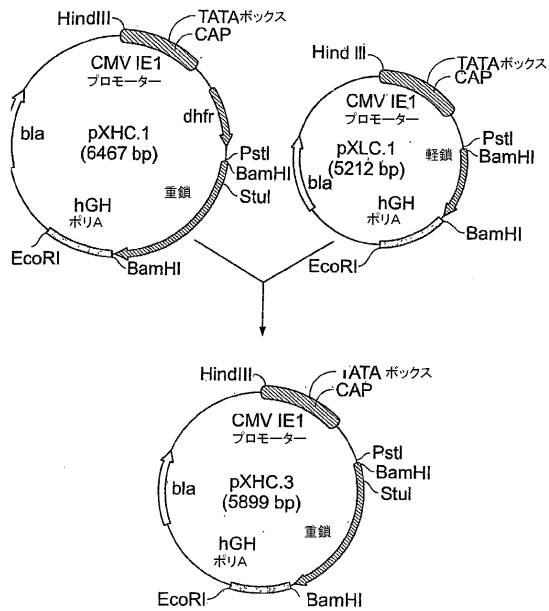 HindIII
TATAボックス
CAP
CMV IE1
プロモーター
dhfr
bla
pXHC.1
(6467 bp)
PstI
BamHI
StuI
重鎖
hGH
ポリA
EcoRI
BamHI
Hind III
TATAボックス
CAP
CMV IE1
プロモーター
PstI
BamHI
pXLC.1
(5212 bp)
軽鎖
bla
hGH
ポリA
BamHI
EcoRI
HindIII
TATAボックス
CAP
CMV IE1
プロモーター
PstI
BamHI
StuI
bla
pXHC.3
(5899 bp)
重鎖
hGH
ポリA
EcoRI
BamHI